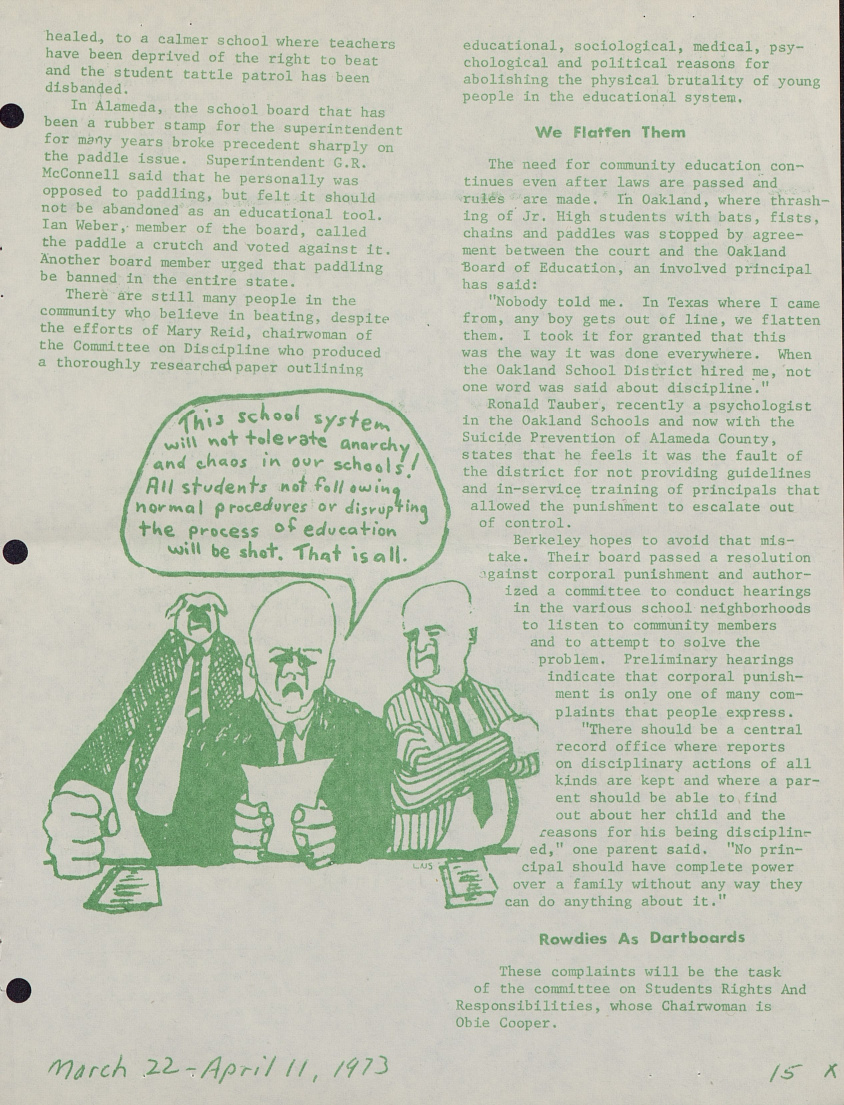 healed, to a calmer school where teachers
have been deprived of the right to beat
and the student tattle patrol has been
disbanded.
In Alameda, the school board that has
been a rubber stamp for the superintendent
for many years broke precedent sharply on
the paddle issue. Superintendent G.R.
McConnell said that he personally was
opposed to paddling, but felt it should
not be abandoned as an educational tool.
Ian Weber, member of the board, called
the paddle a crutch and voted against it.
Another board member urged that paddling
be banned in the entire state.
There are still many people in the
community who believe in beating, despite
the efforts of Mary Reid, chairwoman of
the Committee on Discipline who produced
a thoroughly researched paper outlining
This school system
will not tolerate anarchy
and chaos in our schools!
All students not following
normal procedures or disrupting
the process of education
will be shot. That is all.
LNS
educational, sociological, medical, psy-
chological and political reasons for
abolishing the physical brutality of young
people in the educational system.
We Flatten Them
The need for community education con-
tinues even after laws are passed and
rules are made. In Oakland, where thrash-
ing of Jr. High students with bats, fists,
chains and paddles was stopped by agree-
ment between the court and the Oakland
Board of Education, an involved principal
has said:
"Nobody told me. In Texas where I came
from, any boy gets out of line, we flatten
them. I took it for granted that this
was the way it was done everywhere. When
the Oakland School District hired me, not
one word was said about discipline."
Ronald Tauber, recently a psychologist
in the Oakland Schools and now with the
Suicide Prevention of Alameda County,
states that he feels it was the fault of
the district for not providing guidelines
and in-service training of principals that
allowed the punishment to escalate out
of control.
Berkeley hopes to avoid that mis-
take. Their board passed a resolution
against corporal punishment and author-
ized a committee to conduct hearings
in the various school neighborhoods
to listen to community members
and to attempt to solve the
problem. Preliminary hearings
indicate that corporal punish-
ment is only one of many com-
plaints that people express.
"There should be a central
record office where reports
on disciplinary actions of all
kinds are kept and where a par-
ent should be able to find
out about her child and the
reasons for his being disciplin-
ed," one parent said. "No prin-
cipal should have complete power
over a family without any way they
can do anything about it."
Rowdies As Dartboards
These complaints will be the task
of the committee on Students Rights And
Responsibilities, whose Chairwoman is
Obie Cooper.
March 22-April 11, 1973
15 X